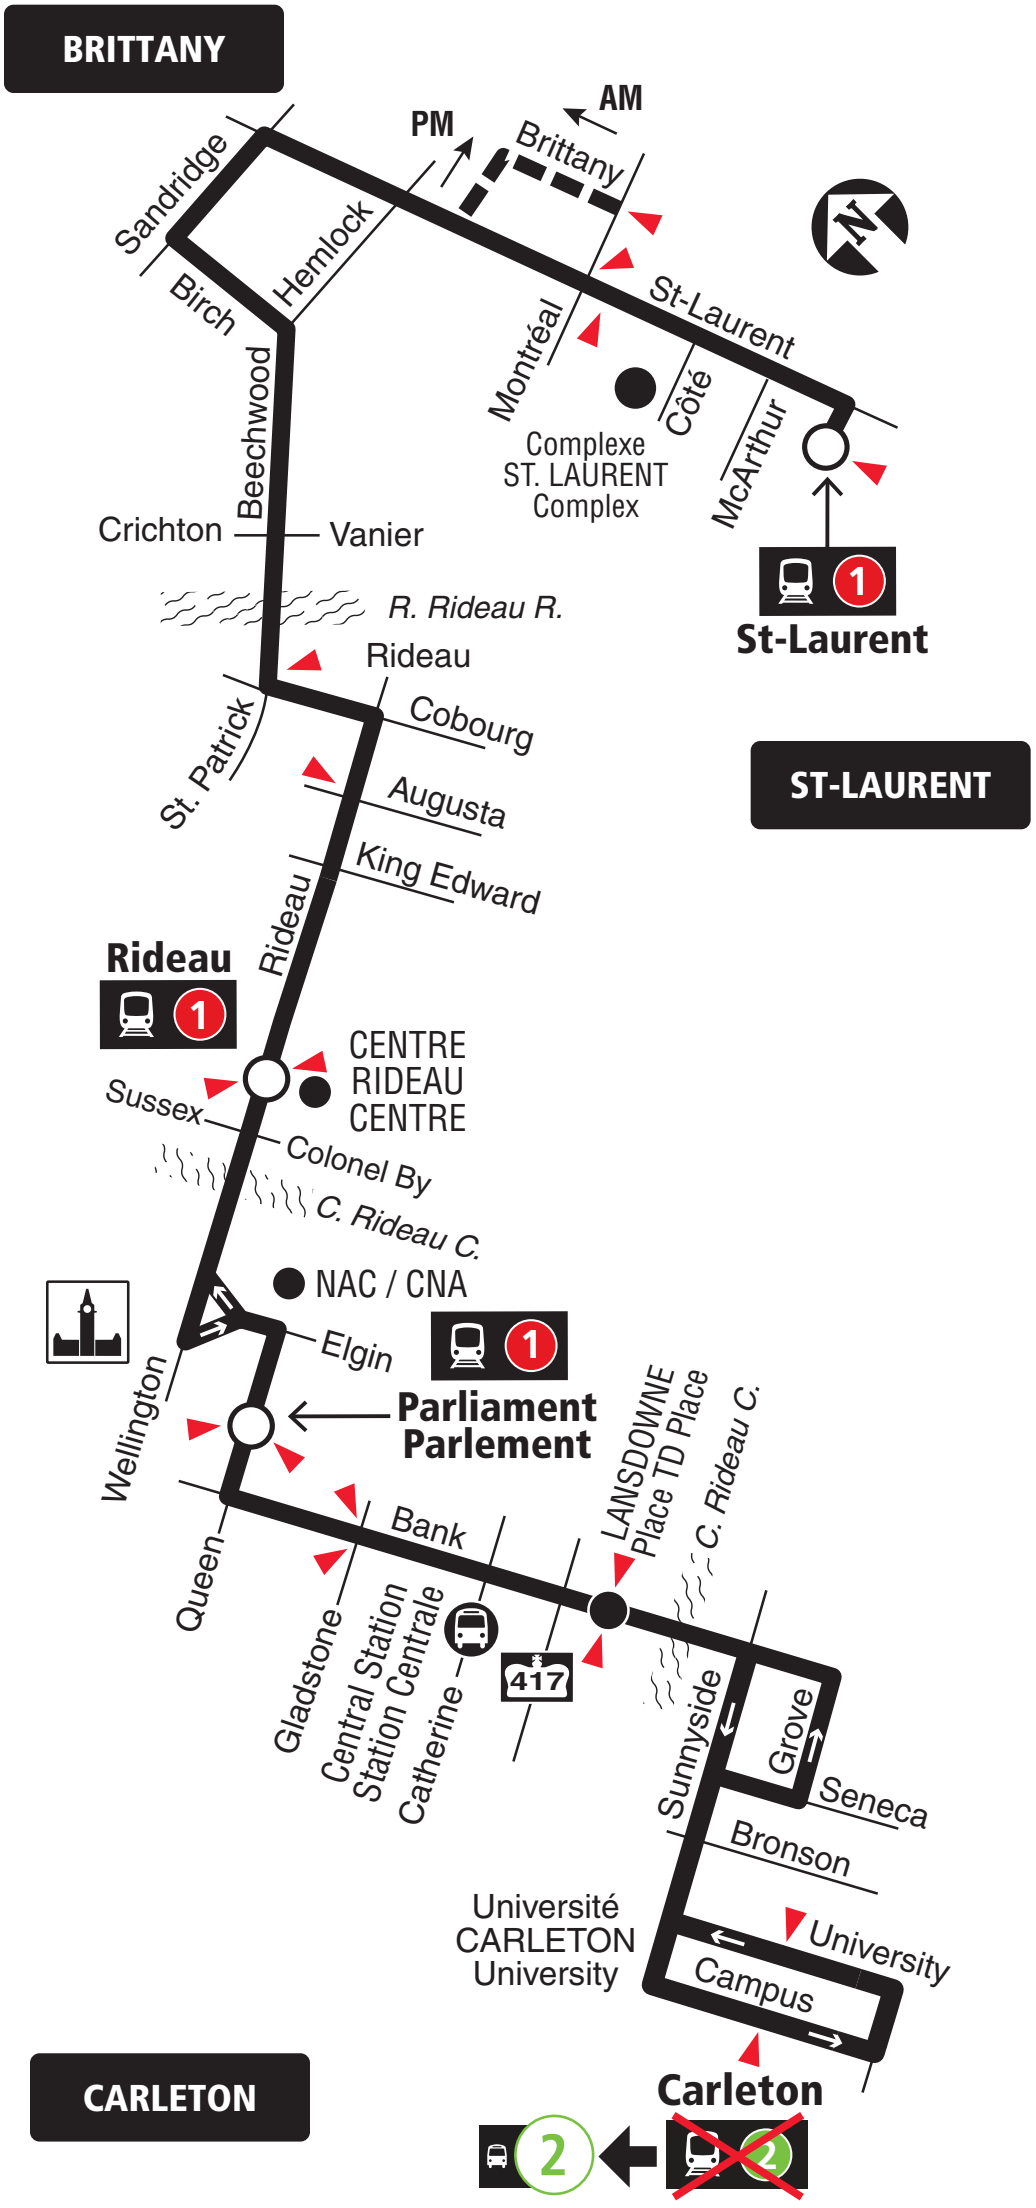 BRITTANY
AM
PM
Brittany
Sandridge
Hemlock
N
Birch
St-Laurent
Montréal
Beechwood
Côté
McArthur
Complexe
ST. LAURENT
Complex
Crichton
Vanier
1
R. Rideau R.
St-Laurent
Rideau
Cobourg
St. Patrick
ST-LAURENT
Augusta
King Edward
Rideau
Rideau
1
CENTRE
RIDEAU
CENTRE
Sussex
Colonel By
C. Rideau C.
NAC / CNA
Elgin
1
Parliament
Parlement
Wellington
LANSDOWNE
Place TD Place
C. Rideau C.
Queen
Bank
Gladstone
Central Station
Station Centrale
Catherine
417
Sunnyside
Grove
Seneca
Bronson
Université
CARLETON
University
University
Campus
CARLETON
Carleton
2
2